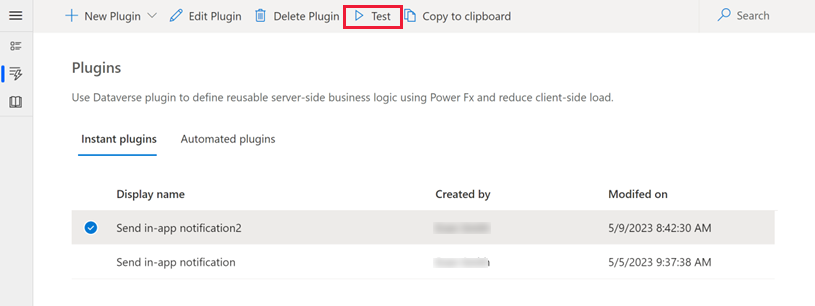 New Plugin Edit Plugin Delete Plugin Test Copy to clipboard Search
Plugins
Use Dataverse plugin to define reusable server-side business logic using Power Fx and reduce client-side load.
Instant plugins Automated plugins
Display name Created by Modifed on
Send in-app notification2 5/9/2023 8:42:30 AM
Send in-app notification 5/5/2023 9:37:38 AM